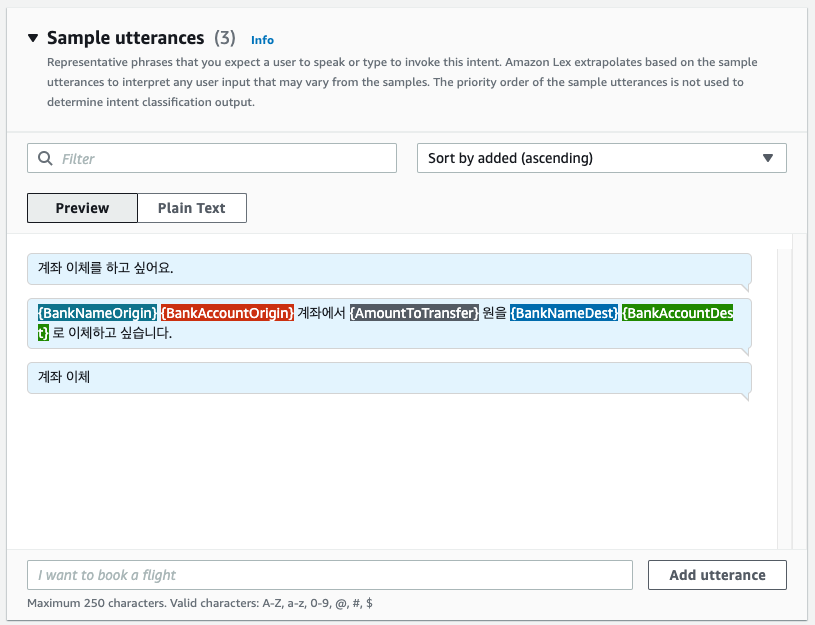 Sample utterances (3) Info
Representative phrases that you expect a user to speak or type to invoke this intent. Amazon Lex extrapolates based on the sample
utterances to interpret any user input that may vary from the samples. The priority order of the sample utterances is not used to
determine intent classification output.
Filter
Sort by added (ascending)
Preview
Plain Text
계좌 이체를 하고 싶어요.
{BankNameOrigin} {BankAccountOrigin} 계좌에서 {AmountToTransfer} 원을 {BankNameDest} {BankAccountDes
t} 로 이체하고 싶습니다.
계좌 이체
I want to book a flight
Add utterance
Maximum 250 characters. Valid characters: A-Z, a-z, 0-9, @, #, $